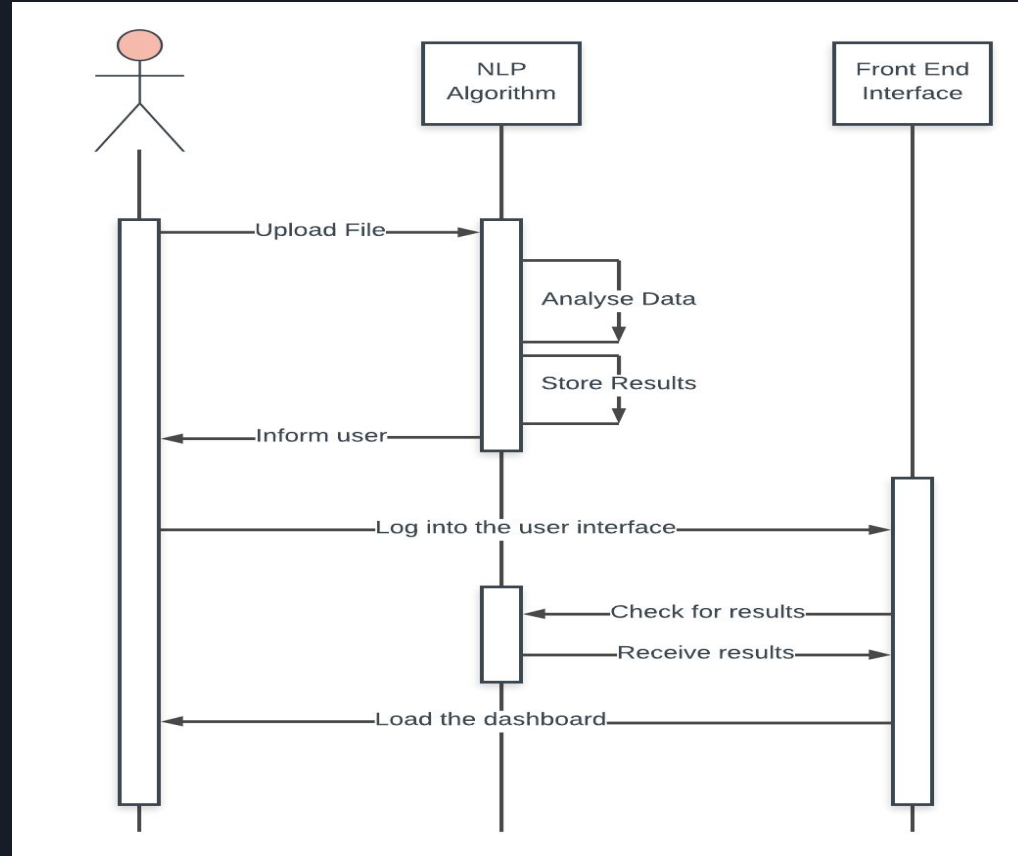 NLP
Algorithm
Front End
Interface
Upload File
Analyse Data
Store Results
Inform user
Log into the user interface
Check for results
Receive results
Load the dashboard